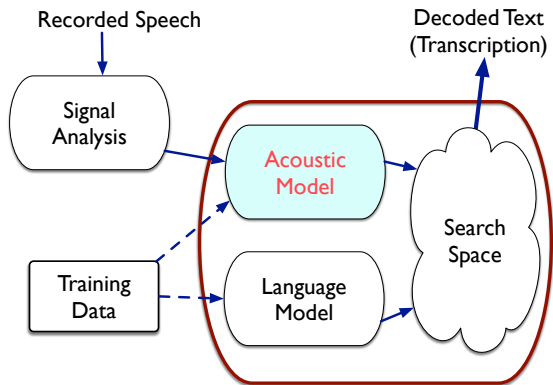 Recorded Speech
Decoded Text
(Transcription)
Signal
Analysis
Acoustic
Model
Search
Space
Training
Data
Language
Model